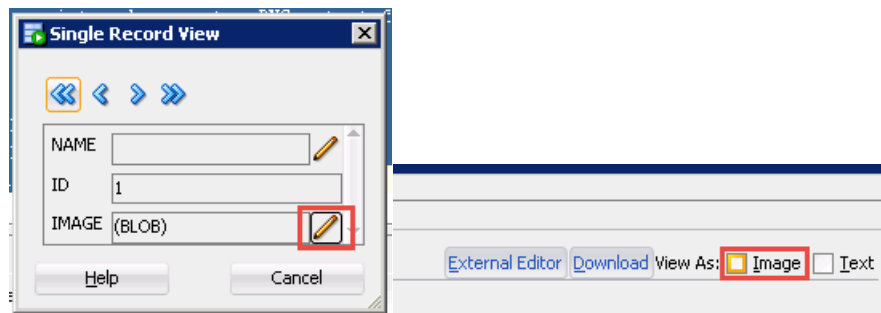 Single Record View
NAME
ID 1
IMAGE (BLOB)
Help Cancel
External Editor Download View As: Image Text